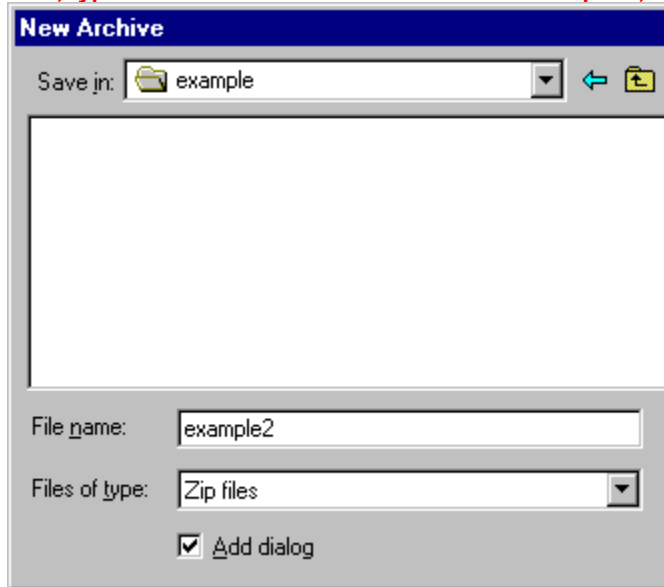 New Archive
Save in: example
File name: example2
Files of type: Zip files
Add dialog